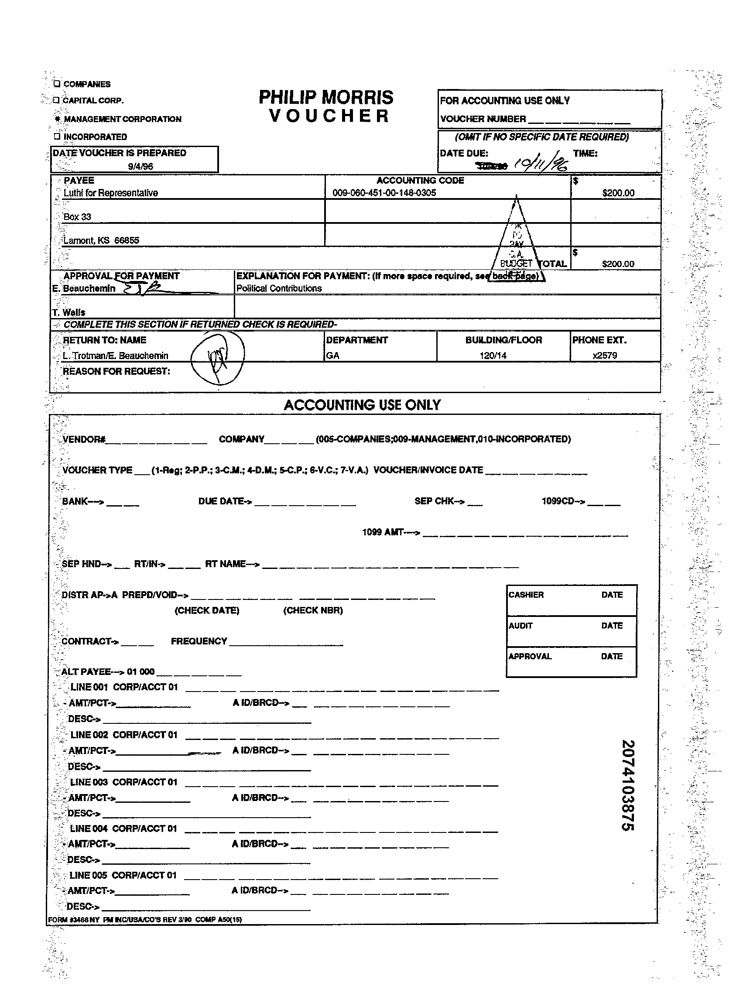 ☐ COMPANIES
☐ CAPITAL CORP.
* MANAGEMENT CORPORATION
☐ INCORPORATED
PHILIP MORRIS
VOUCHER
FOR ACCOUNTING USE ONLY
VOUCHER NUMBER
(OMIT IF NO SPECIFIC DATE REQUIRED)
DATE VOUCHER IS PREPARED
9/4/96
DATE DUE: 10/11/96 TIME:
PAYEE ACCOUNTING CODE $
Luthi for Representative 009-060-451-00-148-0305 $200.00
Box 33
Lamont, KS 66855
OK
TO
PAY
GA
BUDGET TOTAL $ $200.00
APPROVAL FOR PAYMENT EXPLANATION FOR PAYMENT: (If more space required, see back page)
E. Beauchemin Political Contributions
T. Wells
COMPLETE THIS SECTION IF RETURNED CHECK IS REQUIRED-
RETURN TO: NAME DEPARTMENT BUILDING/FLOOR PHONE EXT.
L. Trotman/E. Beauchemin GA 120/14 x2579
REASON FOR REQUEST:
ACCOUNTING USE ONLY
VENDOR# COMPANY (005-COMPANIES;009-MANAGEMENT,010-INCORPORATED)
VOUCHER TYPE (1-Reg; 2-P.P.; 3-C.M.; 4-D.M.; 5-C.P.; 6-V.C.; 7-V.A.) VOUCHER/INVOICE DATE
BANK---> DUE DATE-> SEP CHK--> 1099CD-->
1099 AMT---->
SEP HND--> RT/IN-> RT NAME-->
DISTR AP->A PREPD/VOID-->
(CHECK DATE) (CHECK NBR)
CASHIER DATE
AUDIT DATE
CONTRACT-> FREQUENCY
APPROVAL DATE
ALT PAYEE---> 01 000
LINE 001 CORP/ACCT 01
- AMT/PCT-> A ID/BRCD-->
DESC->
LINE 002 CORP/ACCT 01
- AMT/PCT-> A ID/BRCD-->
DESC->
LINE 003 CORP/ACCT 01
- AMT/PCT-> A ID/BRCD-->
DESC->
LINE 004 CORP/ACCT 01
- AMT/PCT-> A ID/BRCD-->
DESC->
LINE 005 CORP/ACCT 01
- AMT/PCT-> A ID/BRCD-->
DESC->
FORM #3466 NY PM INC/USA/CO'S REV 3/90 COMP A50(15)
2074103875